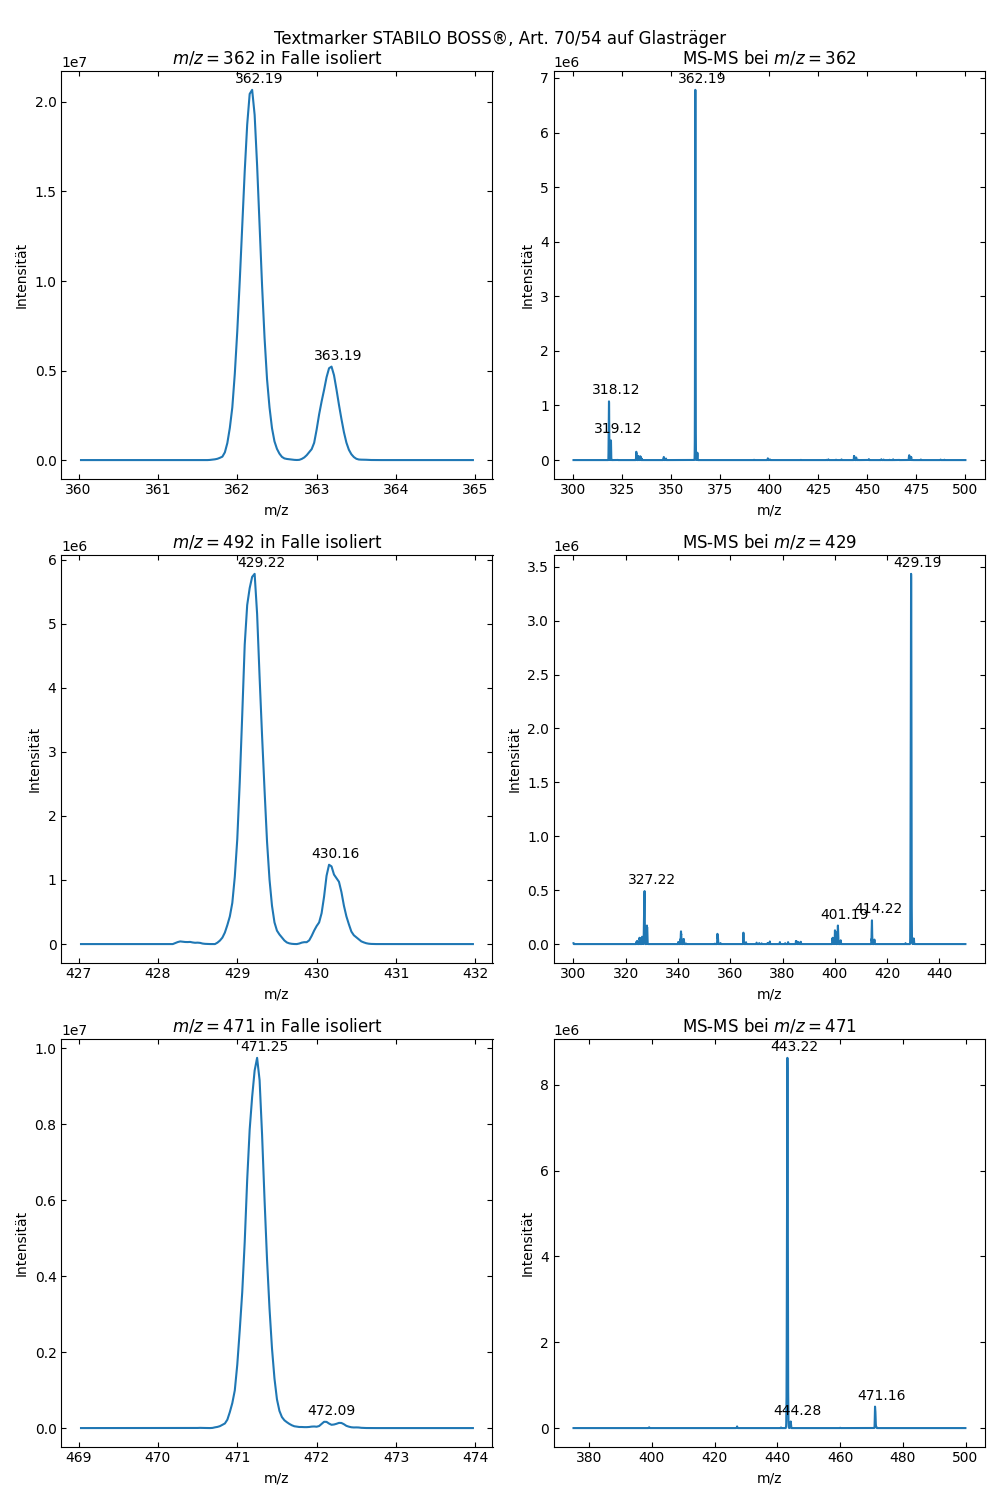 Textmarker STABILO BOSS®, Art. 70/54 auf Glasträger
m/z = 362 in Falle isoliert
1e7
362.19
363.19
2.0
1.5
1.0
0.5
0.0
Intensität
360 361 362 363 364 365
m/z
MS-MS bei m/z = 362
1e6
362.19
318.12
319.12
7
6
5
4
3
2
1
0
Intensität
300 325 350 375 400 425 450 475 500
m/z
m/z = 492 in Falle isoliert
1e6
429.22
430.16
6
5
4
3
2
1
0
Intensität
427 428 429 430 431 432
m/z
MS-MS bei m/z = 429
1e6
429.19
327.22
401.19
414.22
3.5
3.0
2.5
2.0
1.5
1.0
0.5
0.0
Intensität
300 320 340 360 380 400 420 440
m/z
m/z = 471 in Falle isoliert
1e7
471.25
472.09
1.0
0.8
0.6
0.4
0.2
0.0
Intensität
469 470 471 472 473 474
m/z
MS-MS bei m/z = 471
1e6
443.22
471.16
444.28
8
6
4
2
0
Intensität
380 400 420 440 460 480 500
m/z